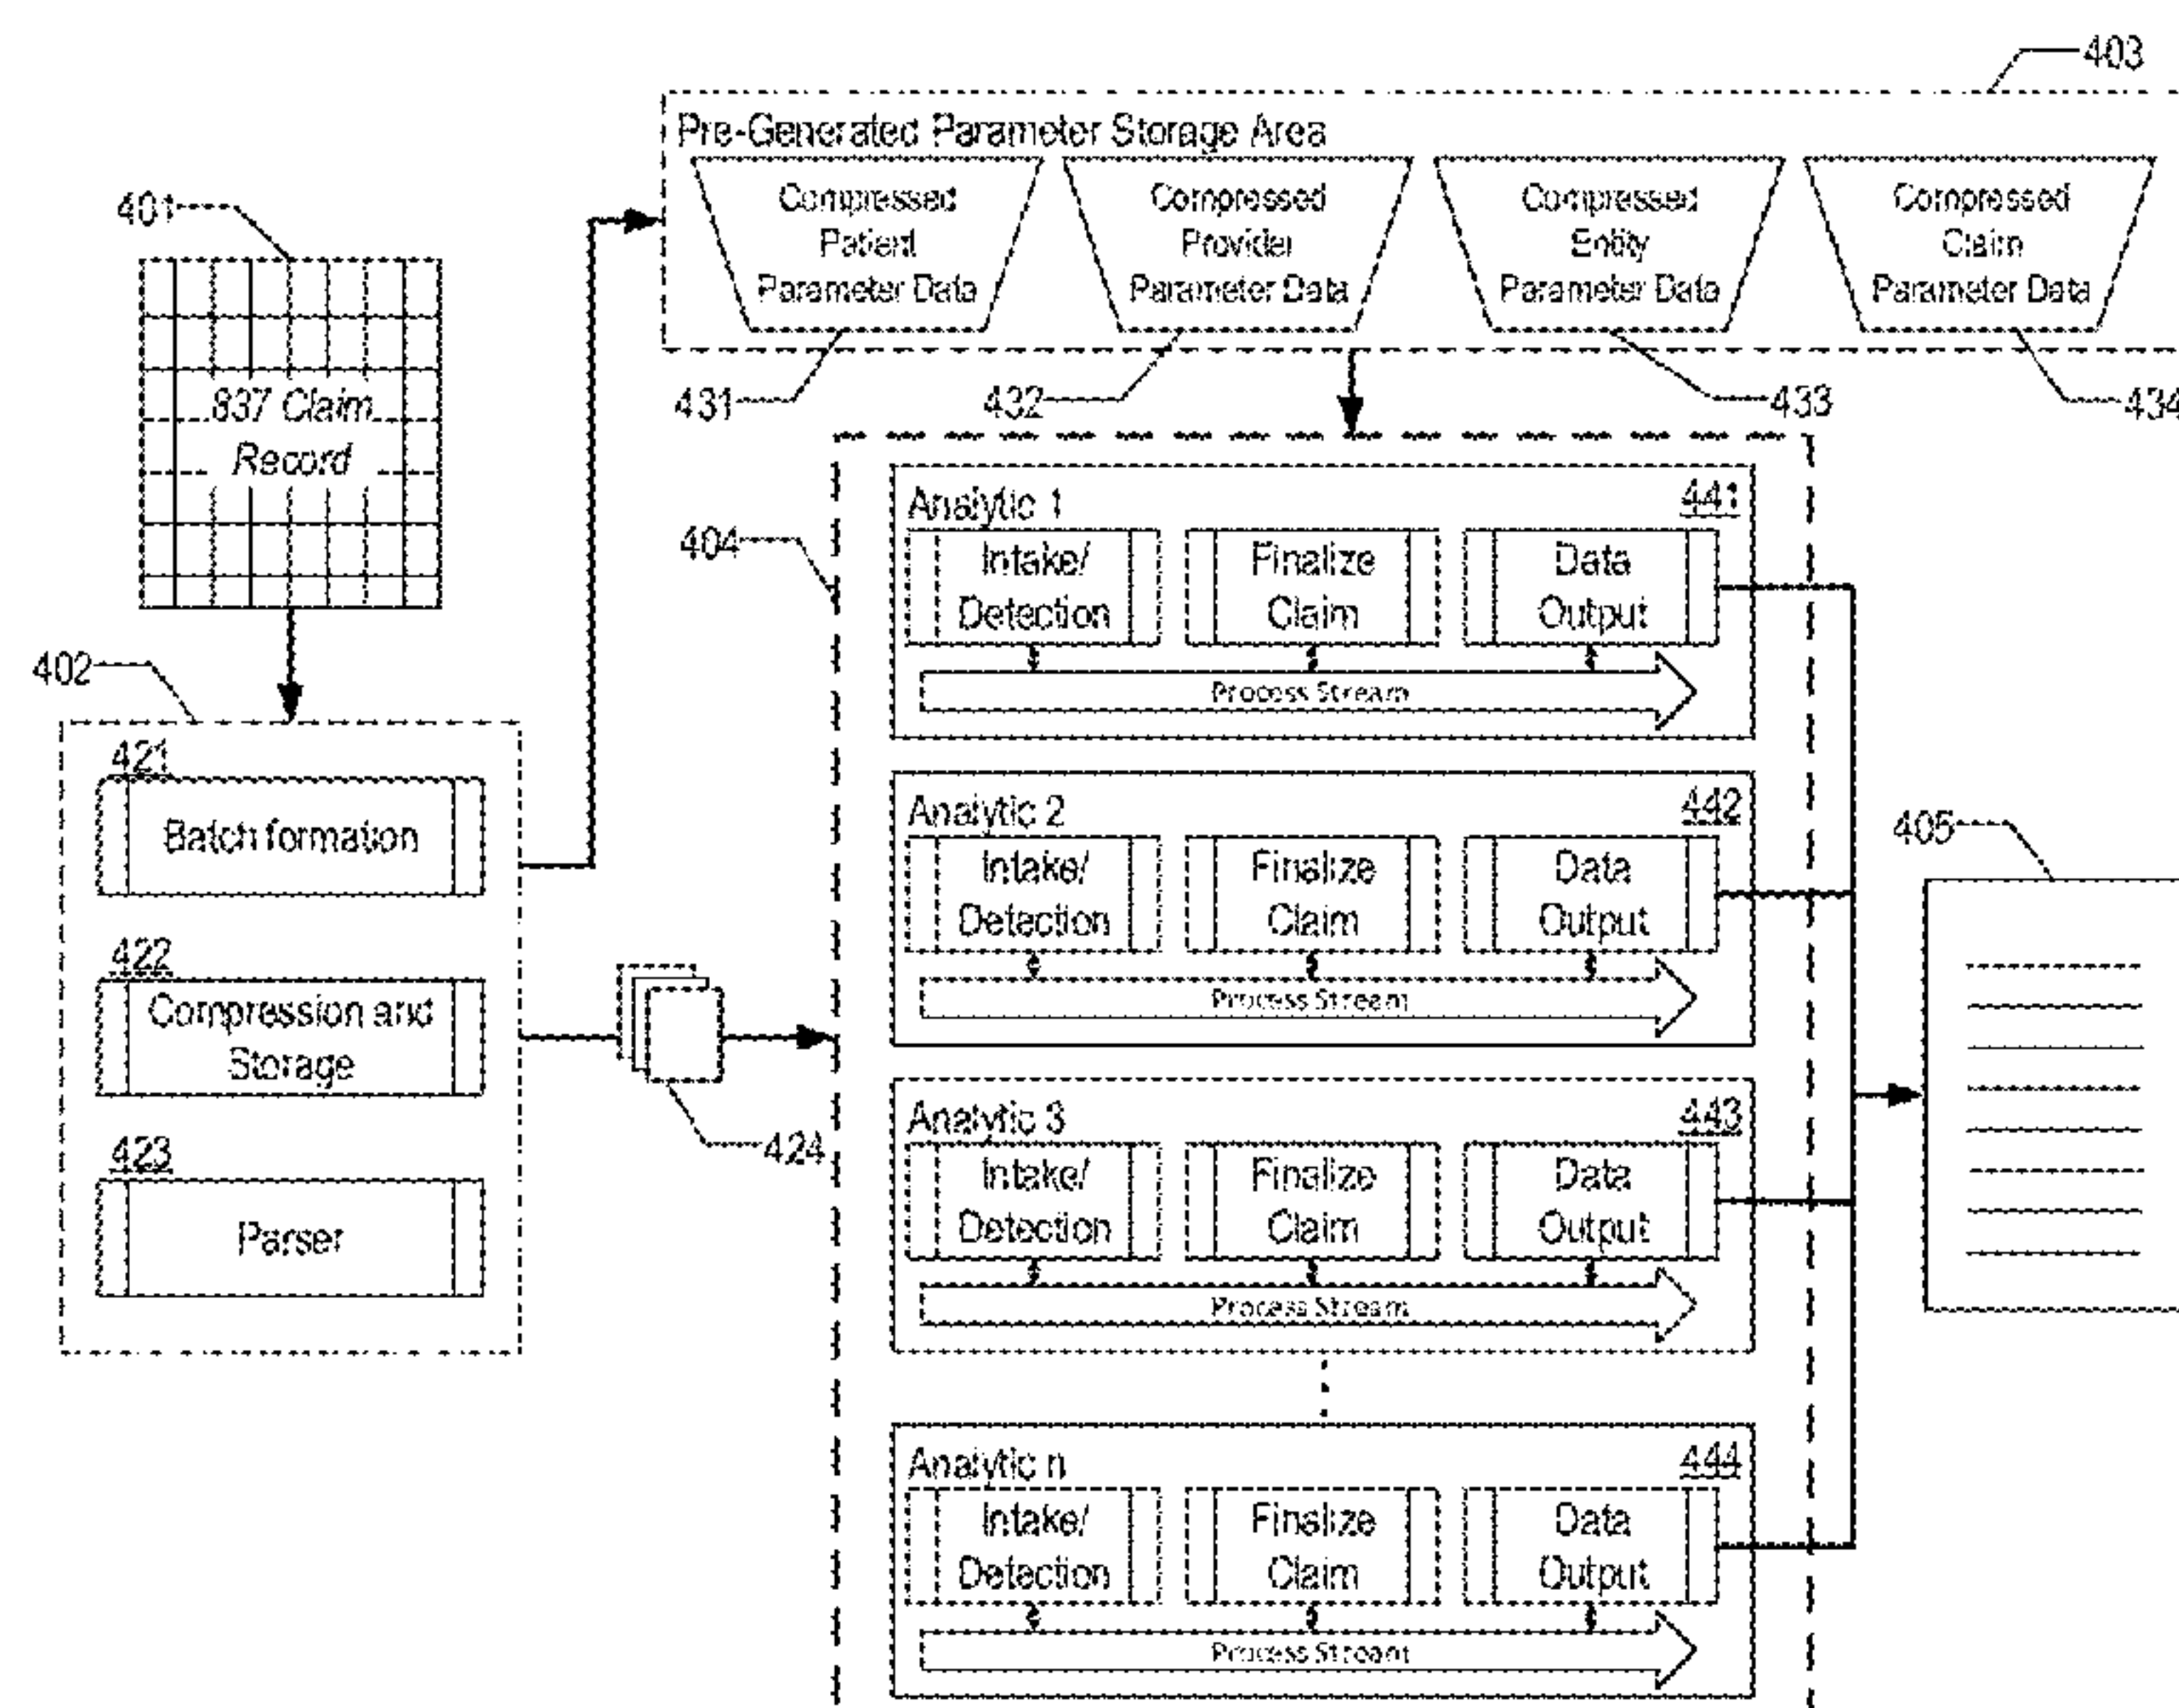 403
Pre-Generated Parameter Storage Area
Compressed
Patient
Parameter Data
Compressed
Provider
Parameter Data
Compressed
Entity
Parameter Data
Compressed
Claim
Parameter Data
431
432
433
434
401
837 Claim
Record
402
421
Batch formation
422
Compression and
Storage
423
Parser
424
404
Analytic 1
441
Intake/
Detection
Finalize
Claim
Data
Output
Process Stream
Analytic 2
442
Intake/
Detection
Finalize
Claim
Data
Output
Process Stream
Analytic 3
443
Intake/
Detection
Finalize
Claim
Data
Output
Process Stream
Analytic n
444
Intake/
Detection
Finalize
Claim
Data
Output
Process Stream
405